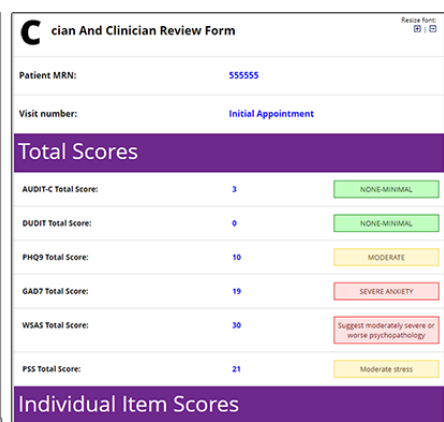 C cian And Clinician Review Form
Resize font:
Patient MRN: 555555
Visit number: Initial Appointment
Total Scores
AUDIT-C Total Score: 3 NONE-MINIMAL
DUDIT Total Score: 0 NONE-MINIMAL
PHQ9 Total Score: 10 MODERATE
GAD7 Total Score: 19 SEVERE ANXIETY
WSAS Total Score: 30 Suggest moderately severe or
worse psychopathology
PSS Total Score: 21 Moderate stress
Individual Item Scores